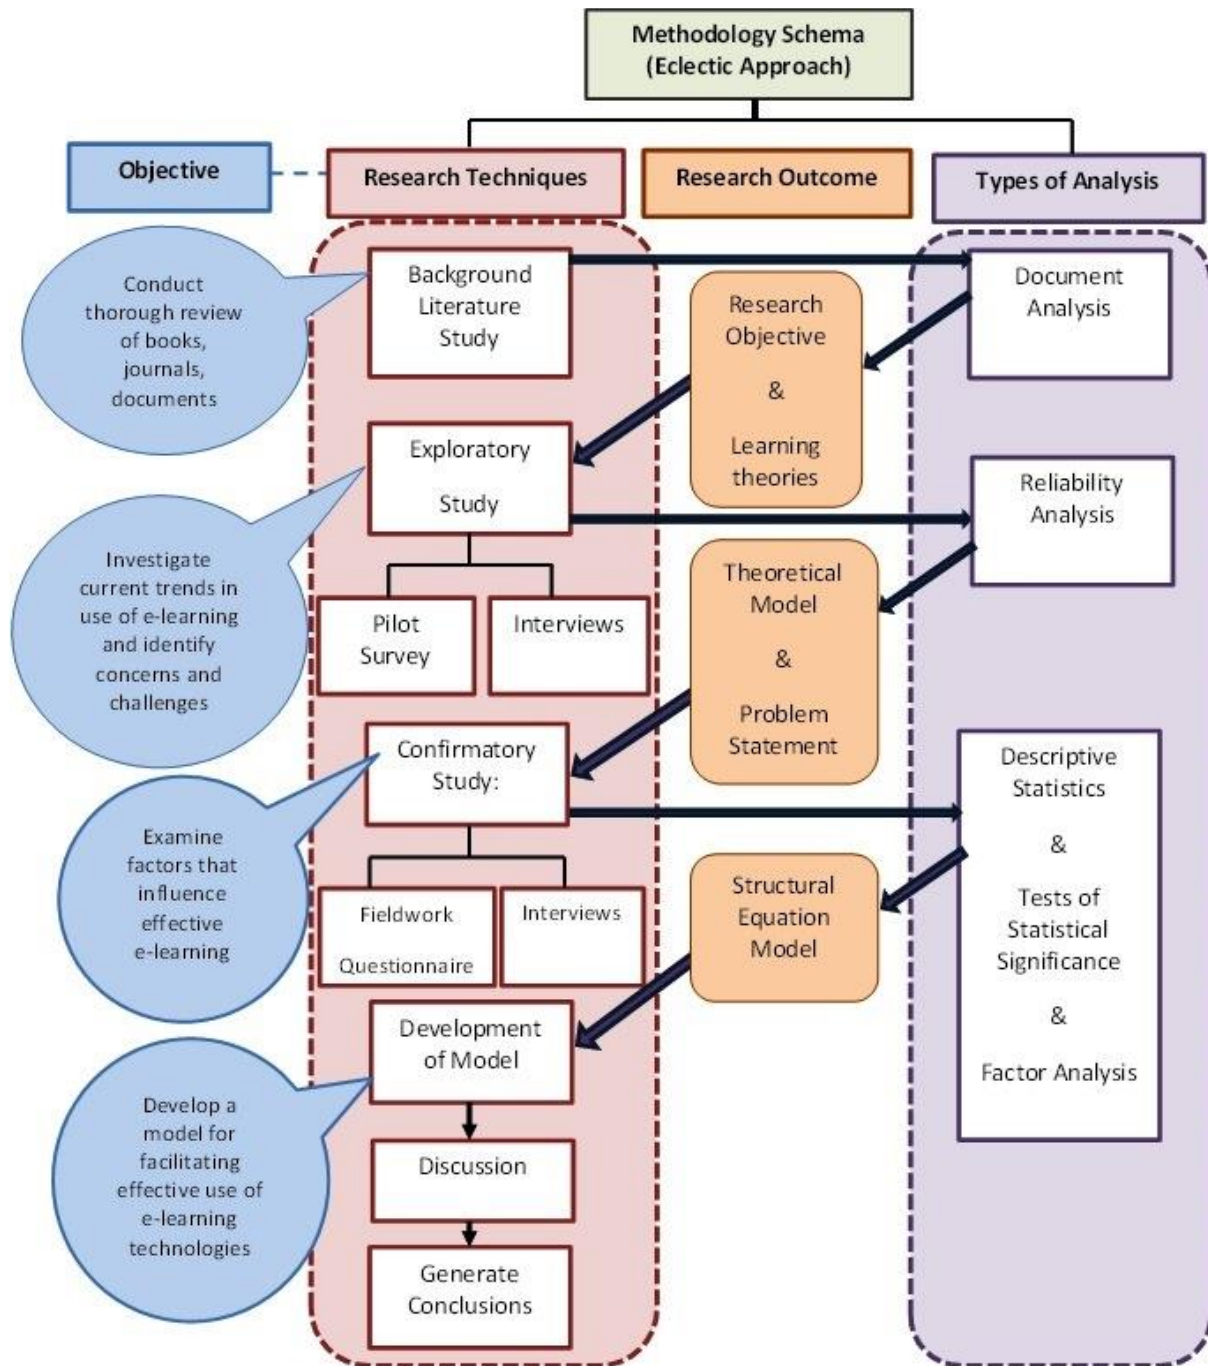 Methodology Schema
(Eclectic Approach)
Objective
Research Techniques
Research Outcome
Types of Analysis
Conduct
thorough review
of books,
journals,
documents
Background
Literature
Study
Research
Objective
&
Learning
theories
Document
Analysis
Exploratory
Study
Reliability
Analysis
Investigate
current trends in
use of e-learning
and identify
concerns and
challenges
Pilot
Survey
Interviews
Theoretical
Model
&
Problem
Statement
Confirmatory
Study:
Descriptive
Statistics
&
Tests of
Statistical
Significance
&
Factor Analysis
Examine
factors that
influence
effective
e-learning
Fieldwork
Questionnaire
Interviews
Structural
Equation
Model
Development
of Model
Develop a
model for
facilitating
effective use of
e-learning
technologies
Discussion
Generate
Conclusions